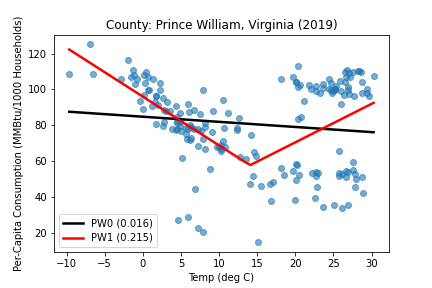 County: Prince William, Virginia (2019)
Per-Capita Consumption (MMBtu/1000 Households)
120
100
80
60
40
20
PW0 (0.016)
PW1 (0.215)
−10 −5 0 5 10 15 20 25 30
Temp (deg C)